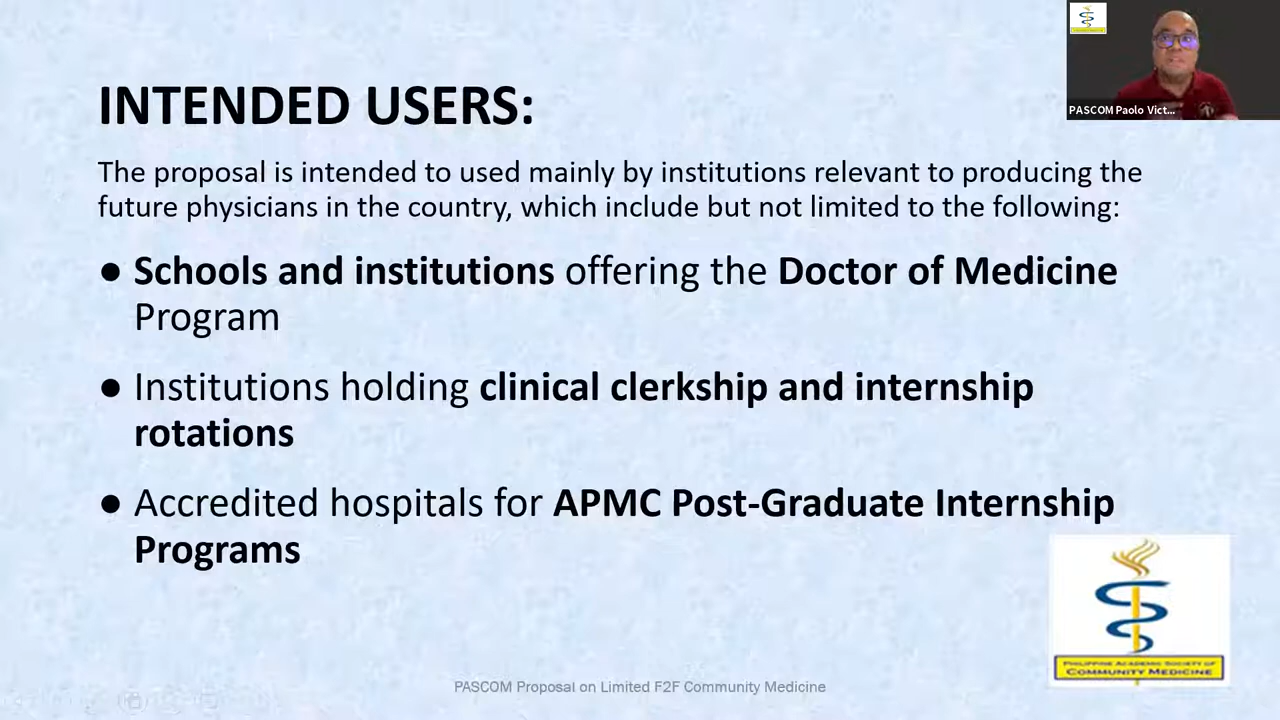 PASCOM Paolo Vict...
INTENDED USERS:
The proposal is intended to used mainly by institutions relevant to producing the
future physicians in the country, which include but not limited to the following:
● Schools and institutions offering the Doctor of Medicine
Program
● Institutions holding clinical clerkship and internship
rotations
● Accredited hospitals for APMC Post-Graduate Internship
Programs
PHILIPPINE ACADEMIC SOCIETY OF
COMMUNITY MEDICINE
PASCOM Proposal on Limited F2F Community Medicine